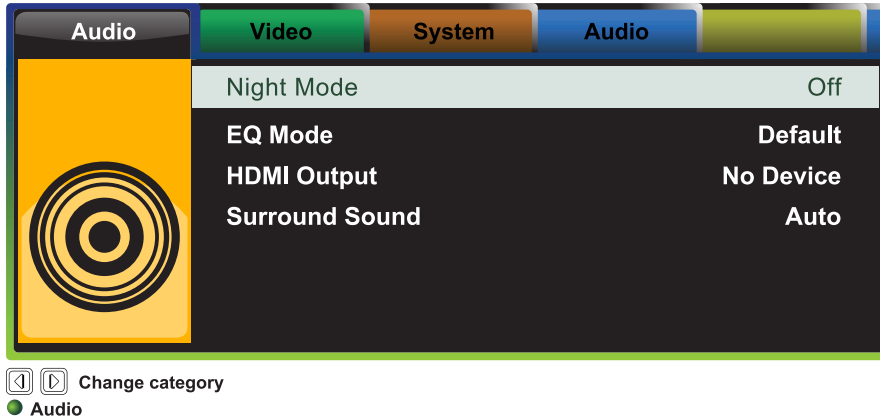 Audio Video System Audio
Night Mode Off
EQ Mode Default
HDMI Output No Device
Surround Sound Auto
Change category
Audio